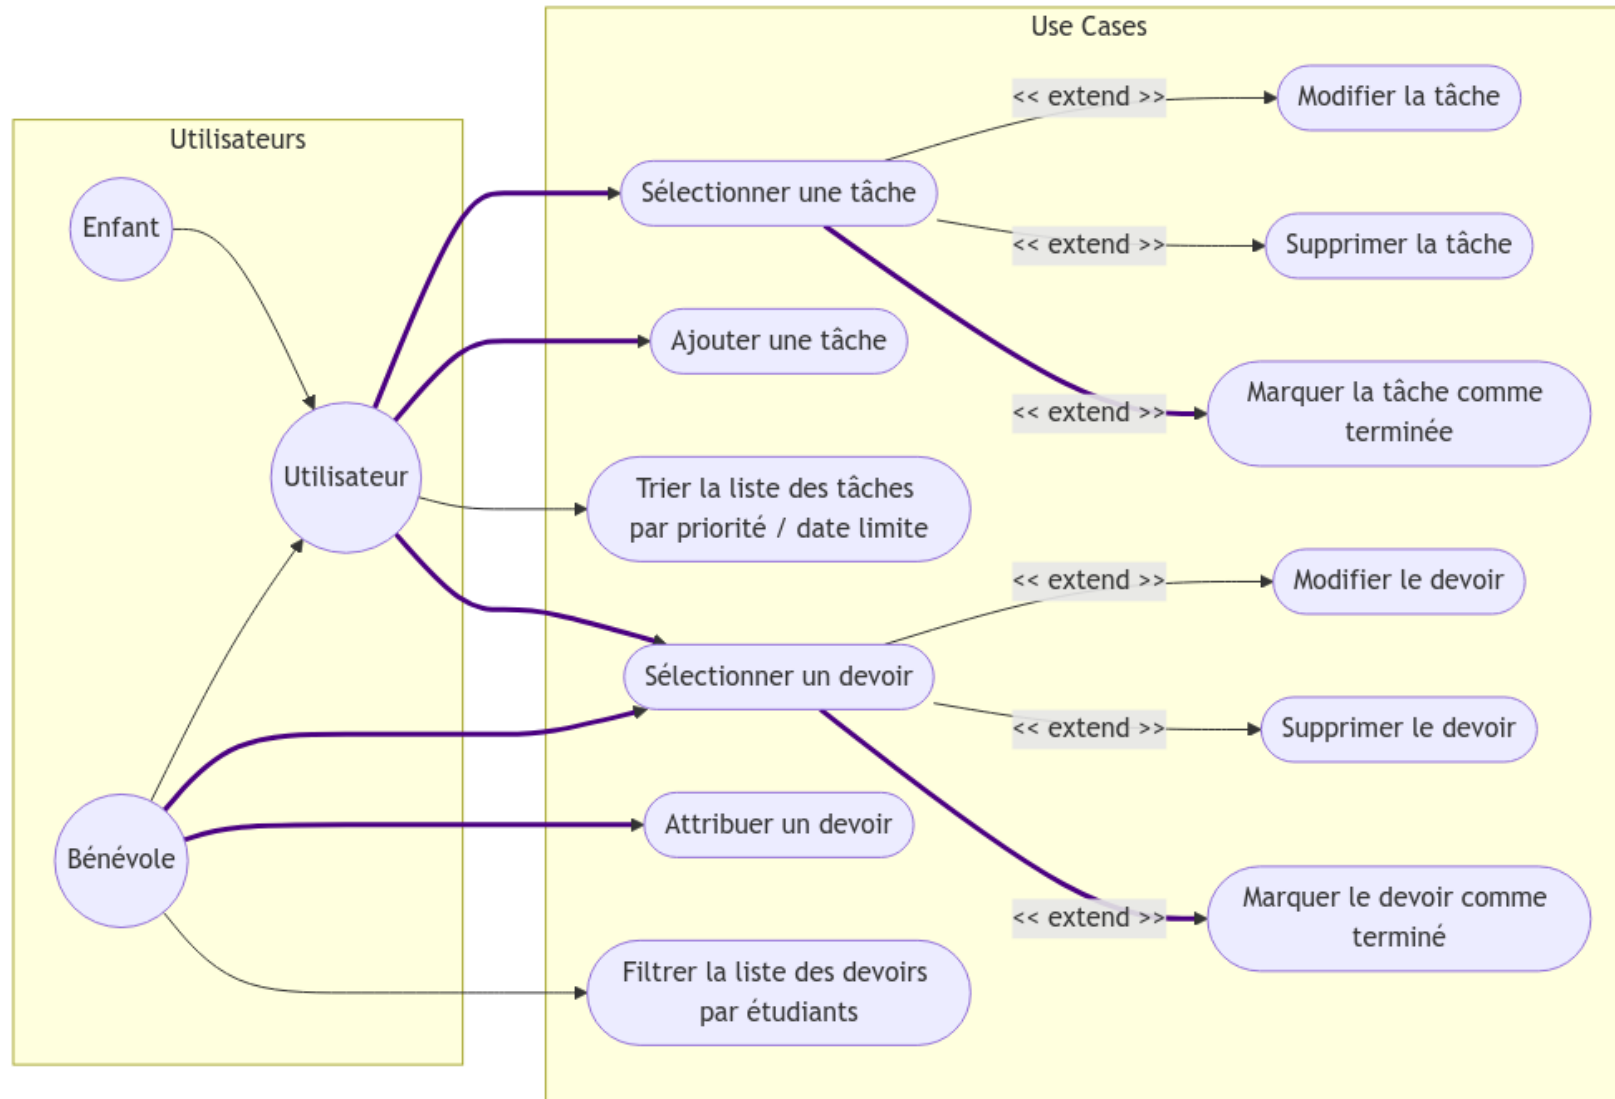 Use Cases
Utilisateurs
Enfant
Utilisateur
Bénévole
Sélectionner une tâche
<< extend >>
Modifier la tâche
<< extend >>
Supprimer la tâche
<< extend >>
Marquer la tâche comme
terminée
Ajouter une tâche
Trier la liste des tâches
par priorité / date limite
Sélectionner un devoir
<< extend >>
Modifier le devoir
<< extend >>
Supprimer le devoir
<< extend >>
Marquer le devoir comme
terminé
Attribuer un devoir
Filtrer la liste des devoirs
par étudiants